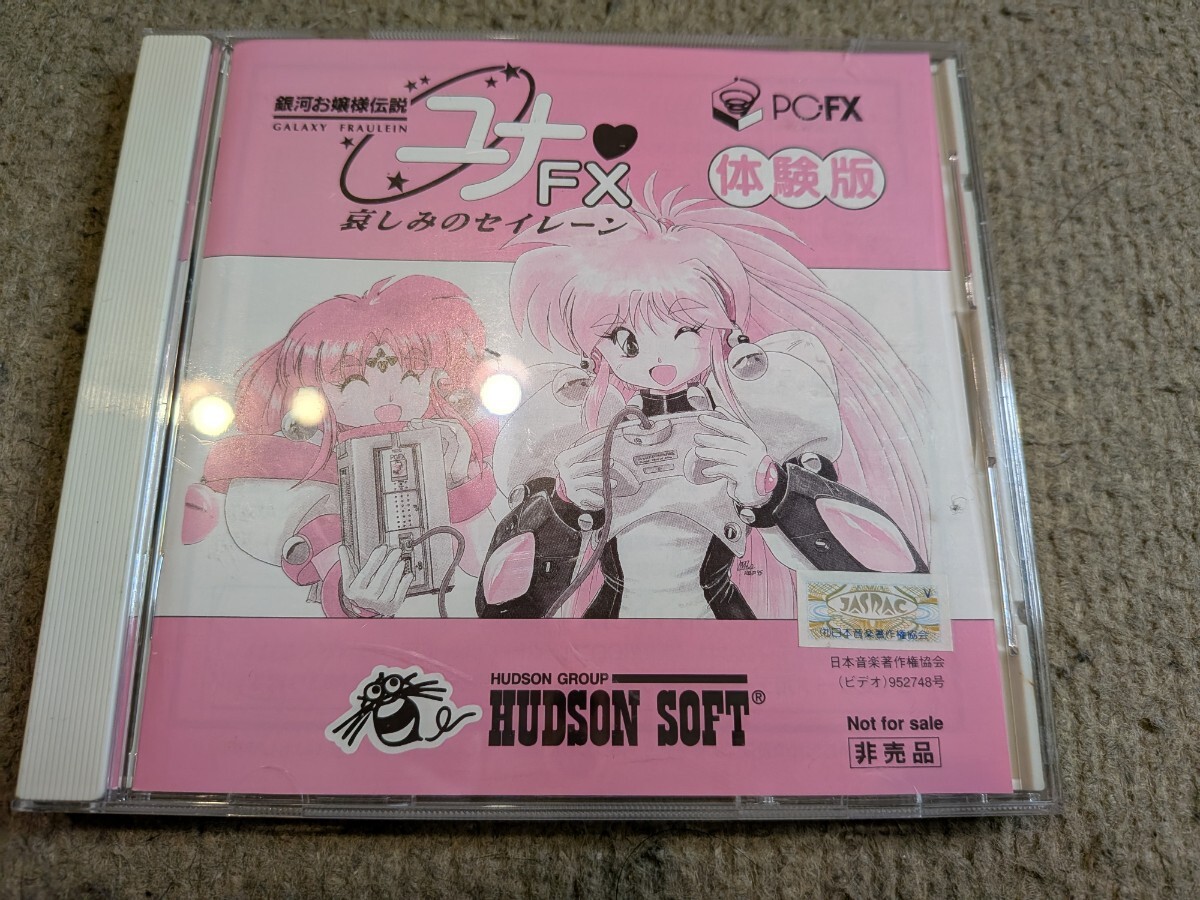 銀河お嬢様伝説
GALAXY FRAULEIN
ユナ
FX
哀しみのセイレーン
PC-FX
体験版
JASRAC
V
(社)日本音楽著作権協会
日本音楽著作権協会
(ビデオ)952748号
HUDSON GROUP
HUDSON SOFT®
Not for sale
非売品